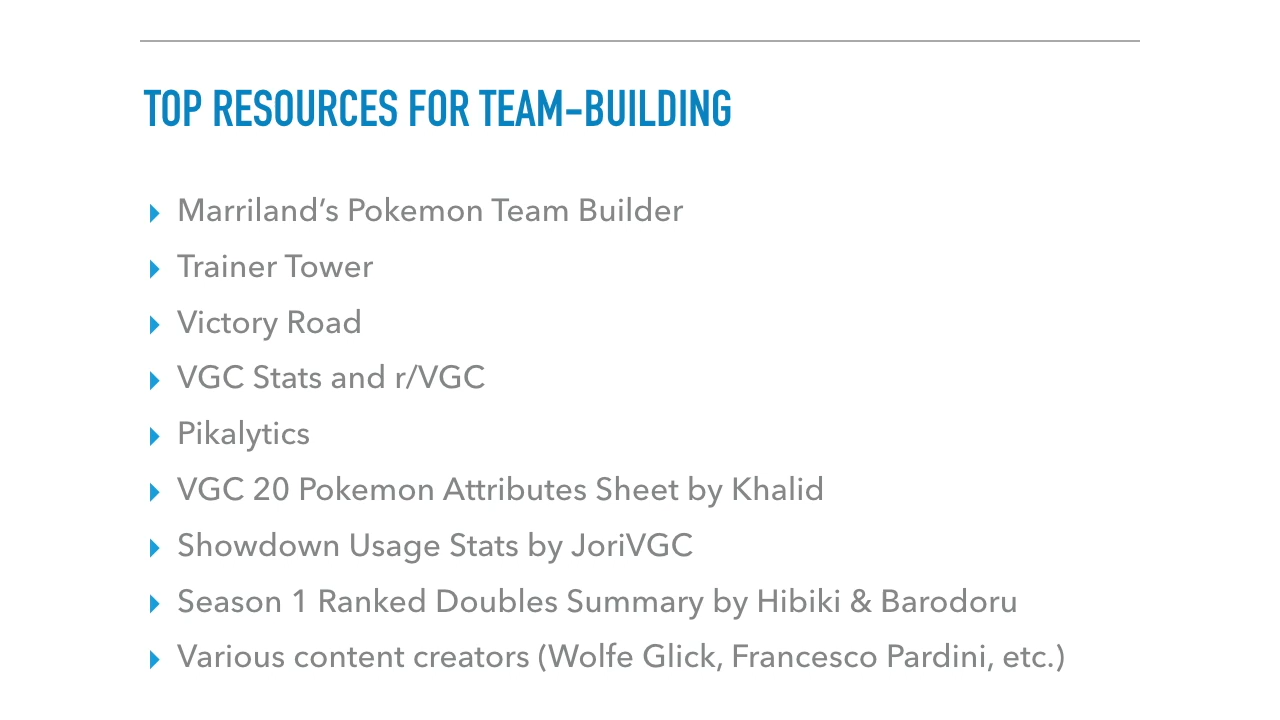 TOP RESOURCES FOR TEAM-BUILDING
Marriland’s Pokemon Team Builder
Trainer Tower
Victory Road
VGC Stats and r/VGC
Pikalytics
VGC 20 Pokemon Attributes Sheet by Khalid
Showdown Usage Stats by JoriVGC
Season 1 Ranked Doubles Summary by Hibiki & Barodoru
Various content creators (Wolfe Glick, Francesco Pardini, etc.)